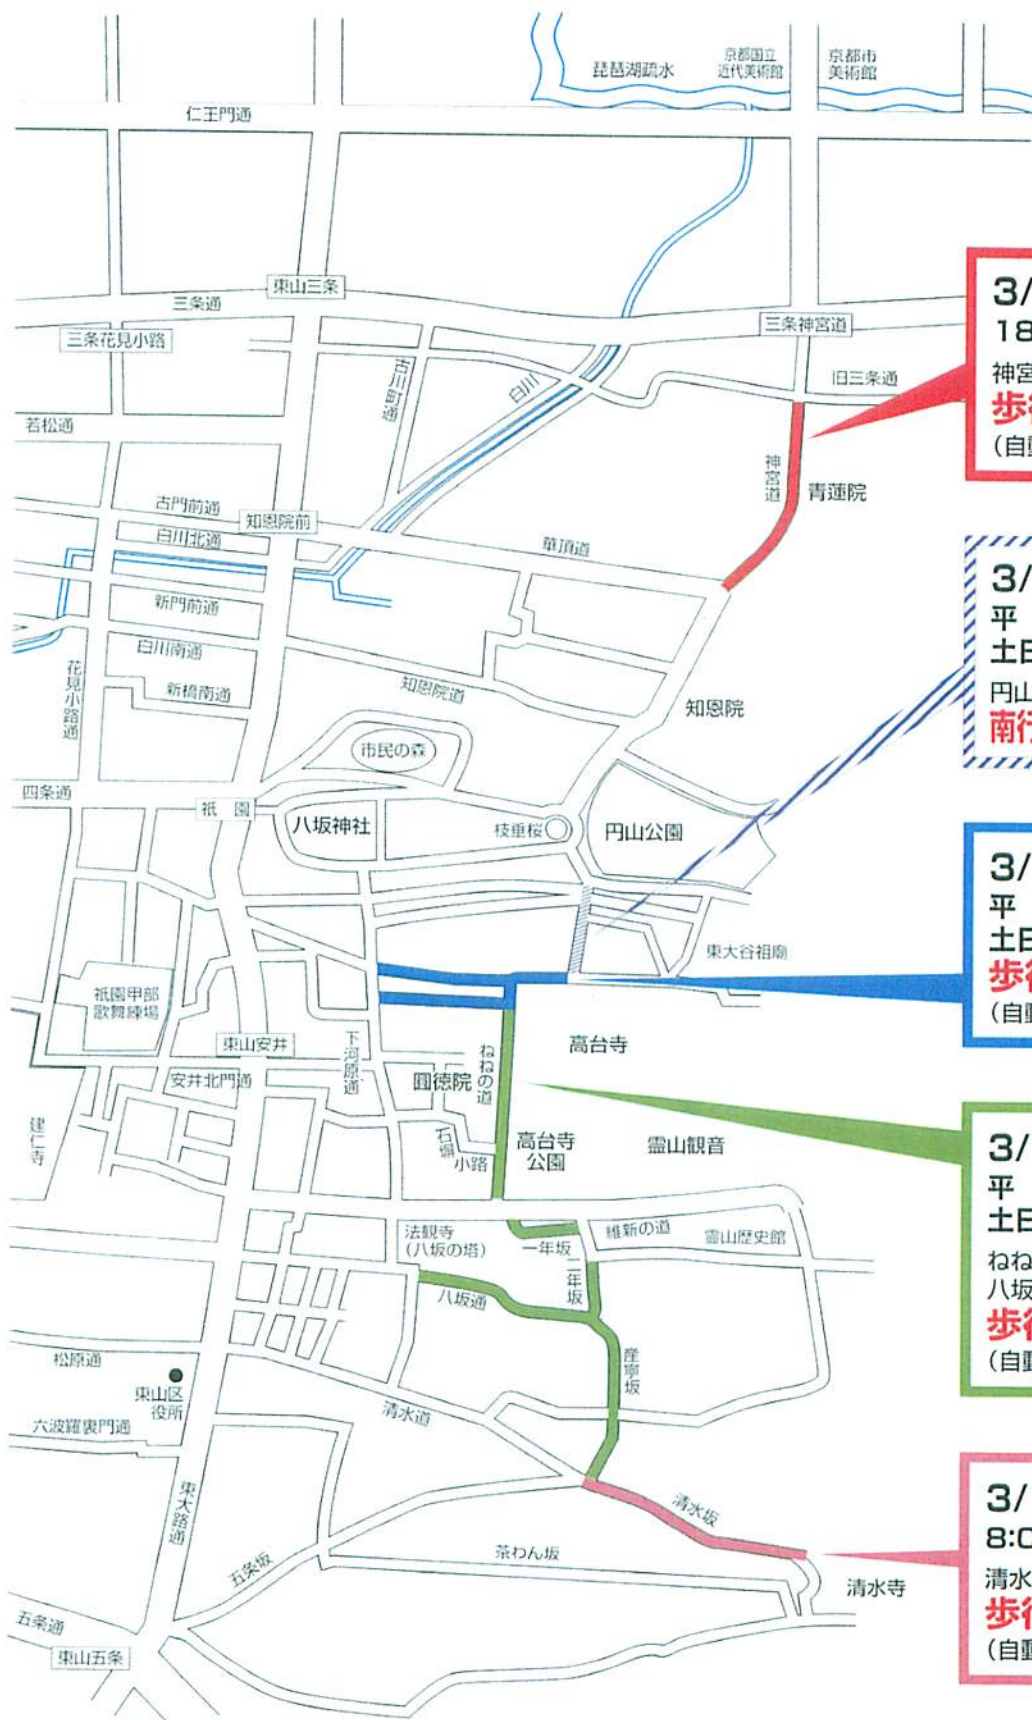 琵琶湖疏水
京都国立
近代美術館
京都市
美術館
仁王門通
東山三条
三条通
三条神宮道
三条花見小路
白川
旧三条通
若松通
神宮道
青蓮院
古門前通
知恩院前
白川北通
華頂道
新門前通
白川南通
花見小路通
新橋南通
知恩院道
知恩院
市民の森
四条通
祇園
八坂神社
枝垂桜
円山公園
東大谷祖廟
祇園甲部
歌舞練場
東山安井
下河原通
ねねの道
高台寺
圓徳院
安井北門通
建仁寺
石塀
小路
高台寺
公園
霊山観音
法観寺
(八坂の塔)
一年坂
維新の道
霊山歴史館
二年坂
八坂通
松原通
産寧坂
東山区
役所
清水道
六波羅裏門通
東大路通
清水坂
五条坂
茶わん坂
清水寺
五条通
東山五条
3/
18
神宮
歩
(自動
3/
平
土日
円山
南行
3/
平
土日
歩
(自動
3/
平
土日
ねね
八坂
歩
(自動
3/
8:0
清水
歩
(自動